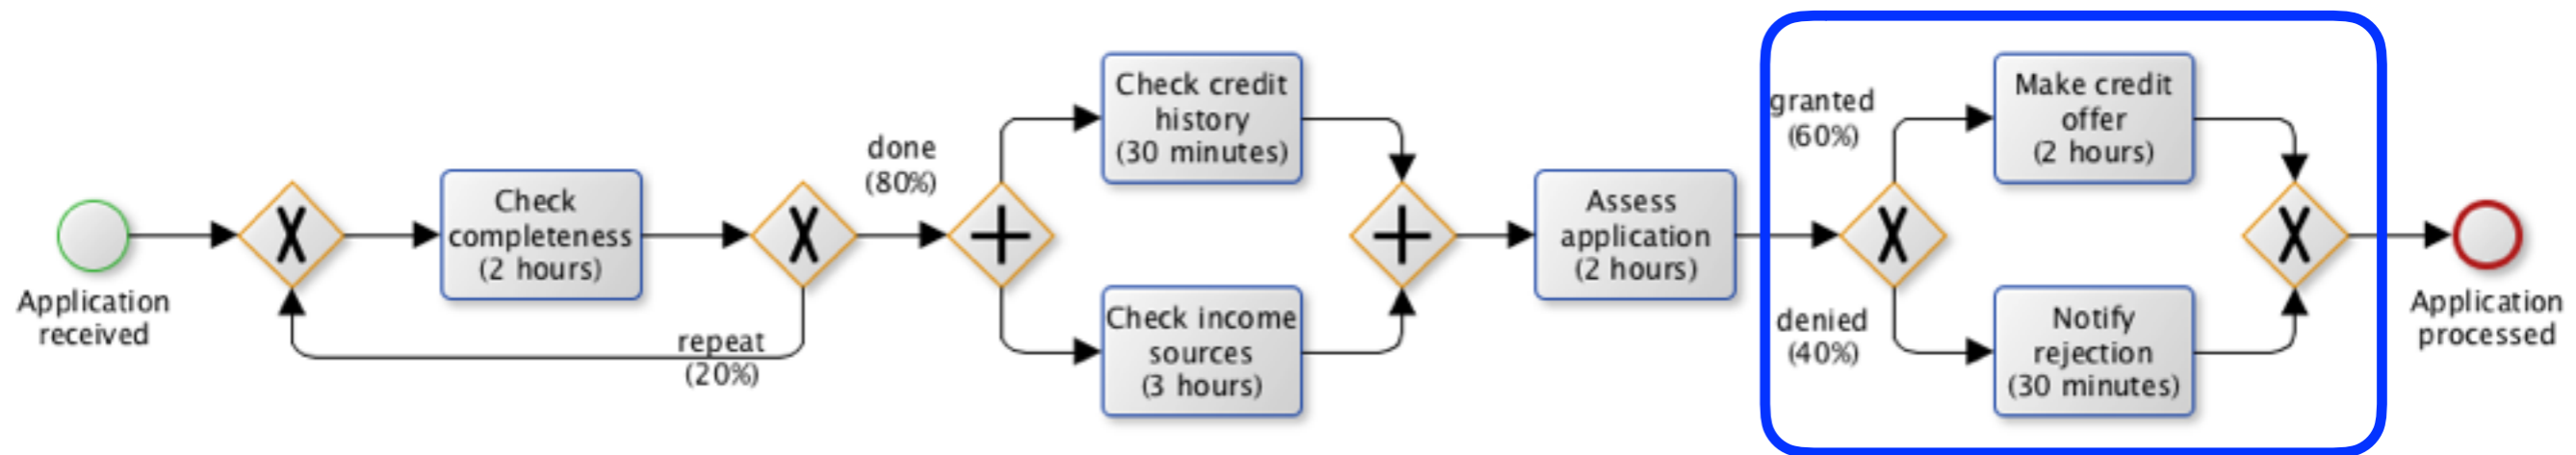 Application
received
Check
completeness
(2 hours)
repeat
(20%)
done
(80%)
Check credit
history
(30 minutes)
Check income
sources
(3 hours)
Assess
application
(2 hours)
granted
(60%)
denied
(40%)
Make credit
offer
(2 hours)
Notify
rejection
(30 minutes)
Application
processed